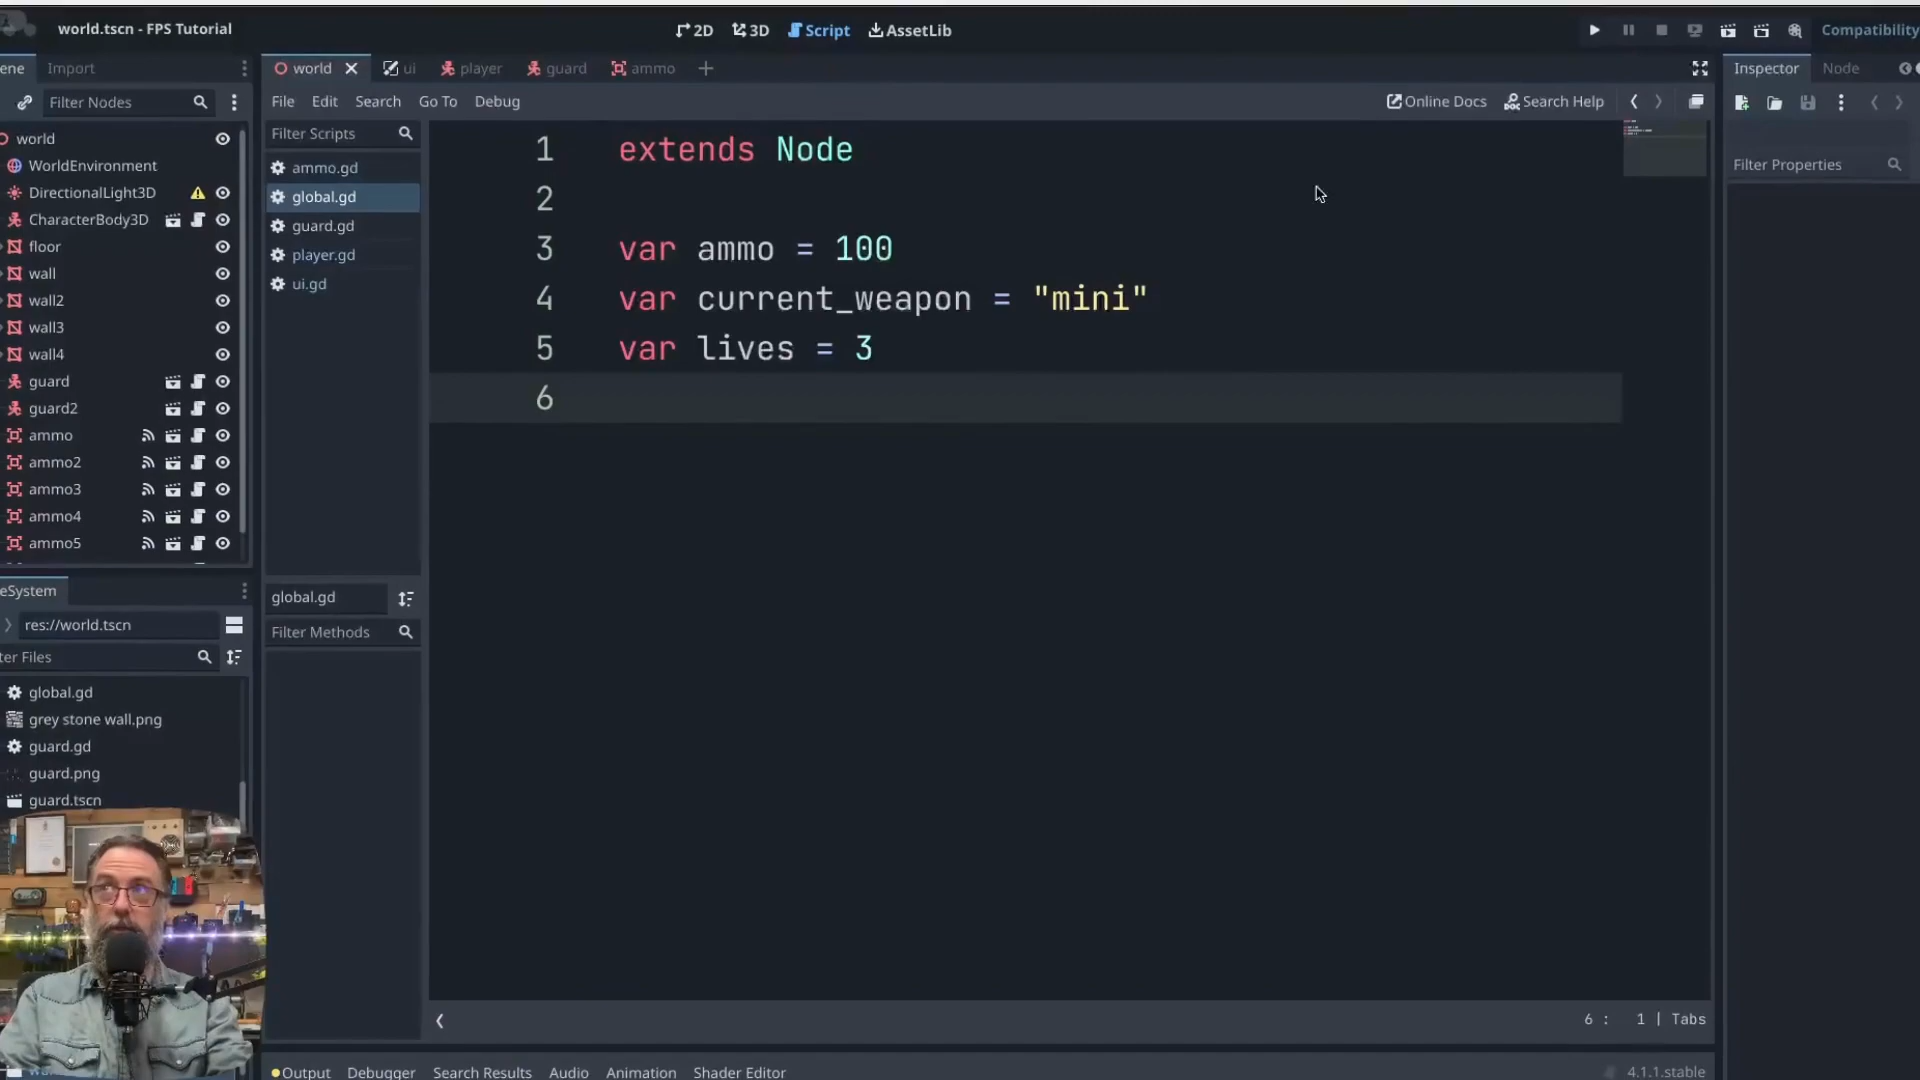 world.tscn - FPS Tutorial
2D
3D
Script
AssetLib
Compatibility
ene
Import
world
ui
player
guard
ammo
Inspector
Node
Filter Nodes
File
Edit
Search
Go To
Debug
Online Docs
Search Help
world
WorldEnvironment
DirectionalLight3D
CharacterBody3D
floor
wall
wall2
wall3
wall4
guard
guard2
ammo
ammo2
ammo3
ammo4
ammo5
Filter Scripts
ammo.gd
global.gd
guard.gd
player.gd
ui.gd
1 extends Node
2
3 var ammo = 100
4 var current_weapon = "mini"
5 var lives = 3
6
Filter Properties
eSystem
res://world.tscn
ter Files
global.gd
grey stone wall.png
guard.gd
guard.png
guard.tscn
global.gd
Filter Methods
6 : 1 | Tabs
Output
Debugger
Search Results
Audio
Animation
Shader Editor
4.1.1.stable